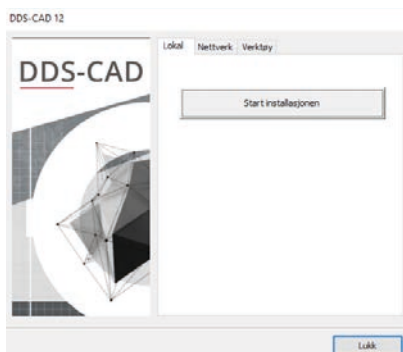 DDS-CAD 12
Lokal Nettverk Verktøy
DDS-CAD
Start installasjonen
Lukk